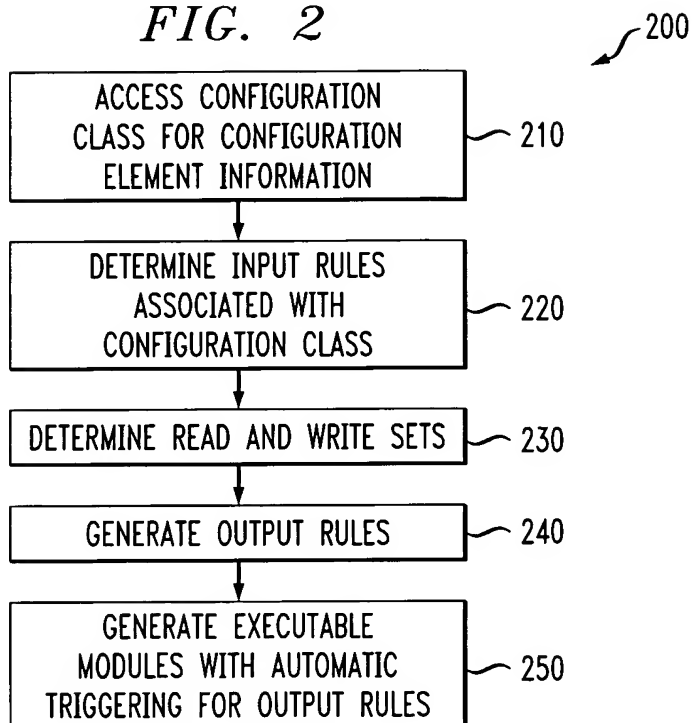 FIG. 2
200
ACCESS CONFIGURATION
CLASS FOR CONFIGURATION
ELEMENT INFORMATION
210
DETERMINE INPUT RULES
ASSOCIATED WITH
CONFIGURATION CLASS
220
DETERMINE READ AND WRITE SETS
230
GENERATE OUTPUT RULES
240
GENERATE EXECUTABLE
MODULES WITH AUTOMATIC
TRIGGERING FOR OUTPUT RULES
250